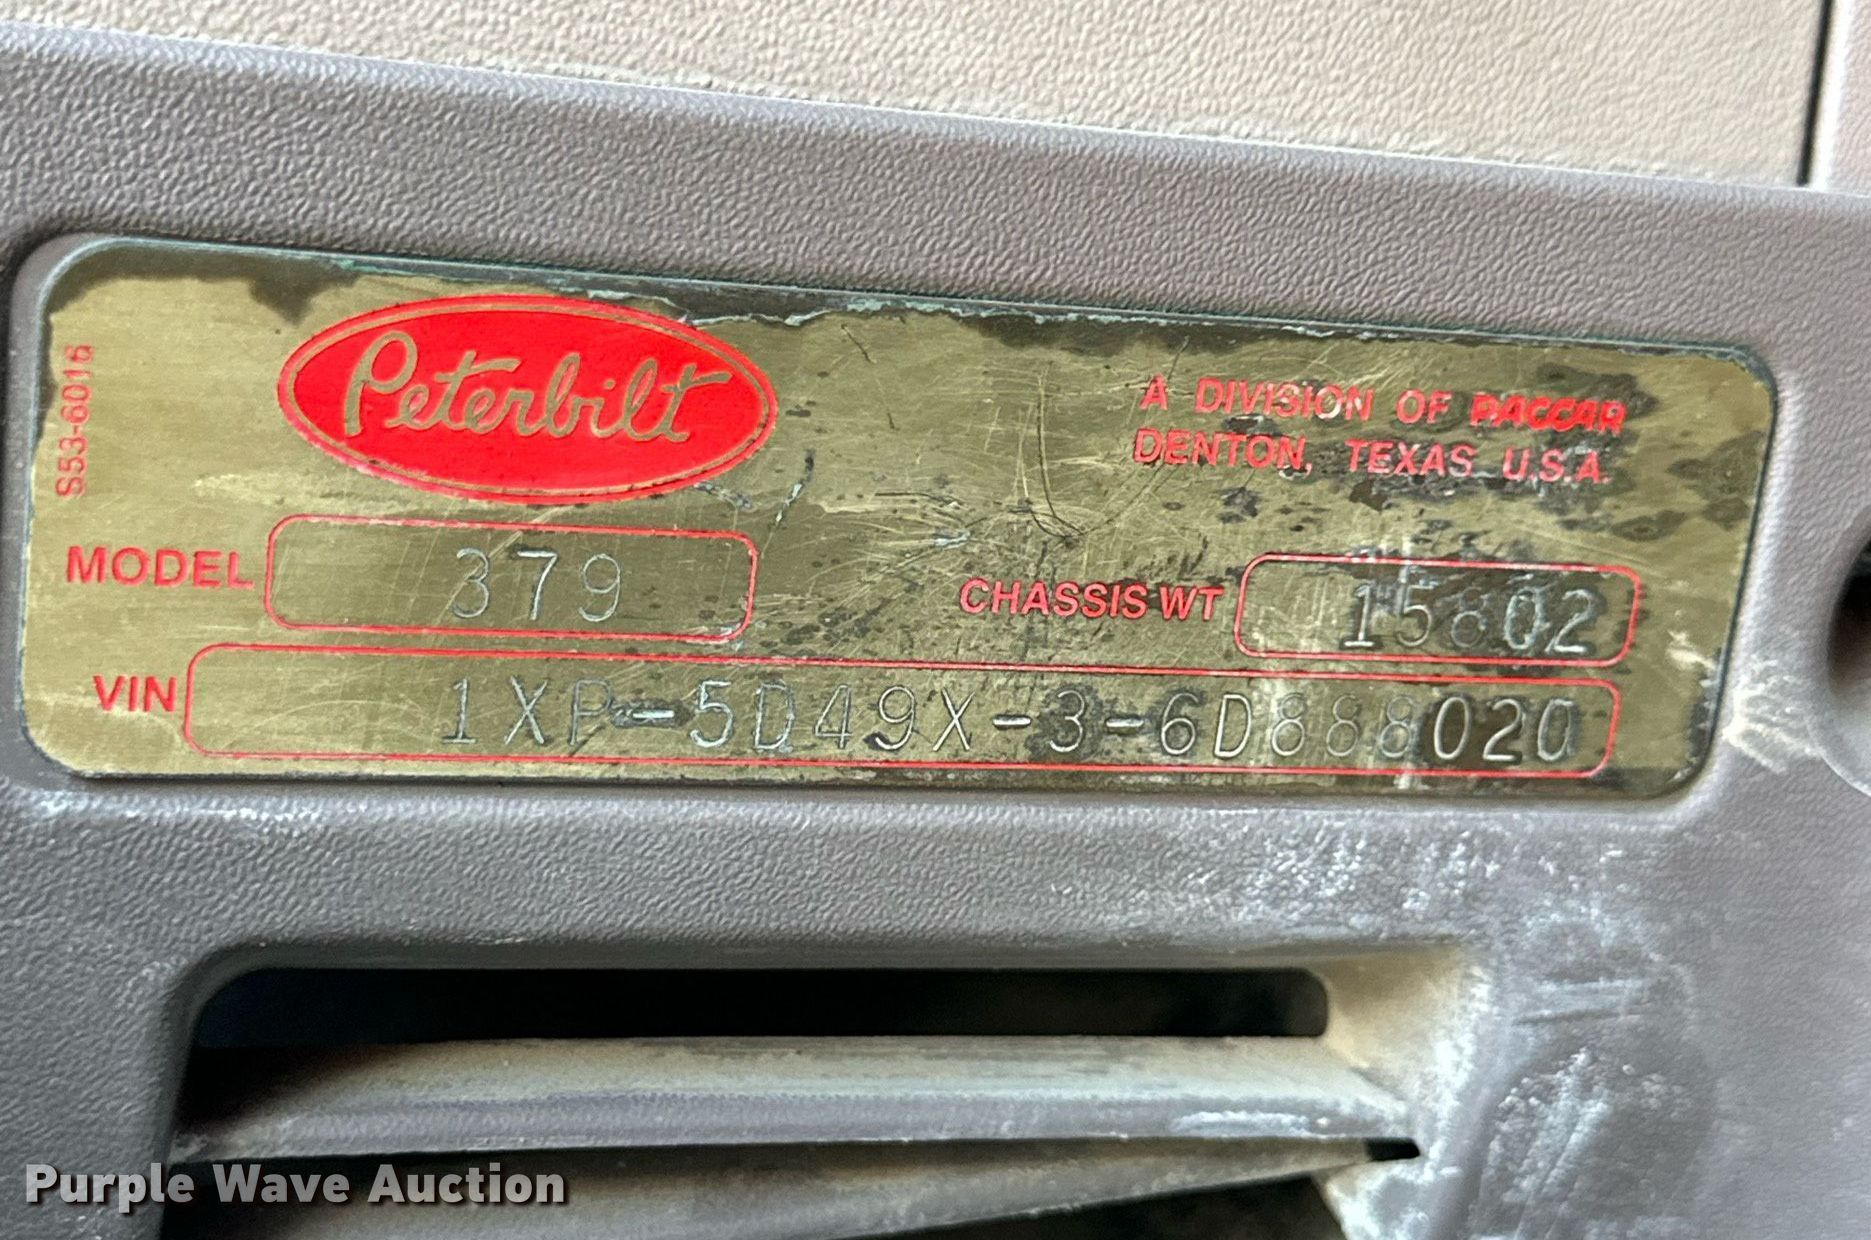 S53-6016
Peterbilt
A DIVISION OF PACCAR
DENTON, TEXAS U.S.A.
MODEL 379
CHASSIS WT 15802
VIN 1XP-5D49X-3-6D888020
Purple Wave Auction